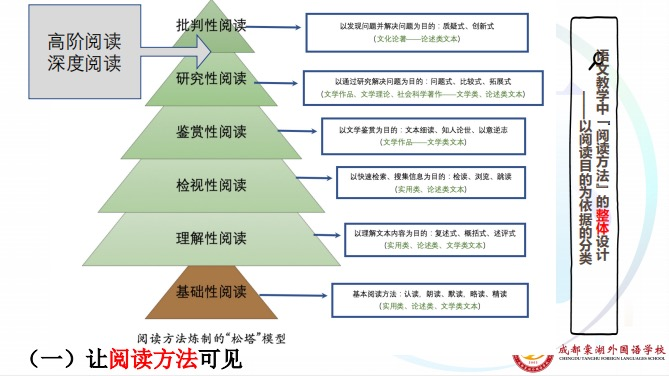 高阶阅读
深度阅读
批判性阅读
以发现问题并解决问题为目的：质疑式、创新式
(文化论著——论述类文本)
研究性阅读
以通过研究解决问题为目的：问题式、比较式、拓展式
(文学作品、文学理论、社会科学著作——文学类、论述类文本)
鉴赏性阅读
以文学鉴赏为目的：文本细读、知人论世、以意逆志
(文学作品——文学类文本)
检视性阅读
以快速检索、搜集信息为目的：检读、浏览、跳读
(实用类、论述类文本)
理解性阅读
以理解文本内容为目的：复述式、概括式、述评式
(实用类、论述类、文学类文本)
基础性阅读
基本阅读方法：认读、朗读、默读、略读、精读
(实用类、论述类、文学类文本)
阅读方法炼制的“松塔”模型
（一）让阅读方法可见
语文教学中「阅读方法」的整体设计
——以阅读目的为依据的分类
成都棠湖外国语学校
CHENGDU TANGHU FOREIGN LANGUAGES SCHOOL